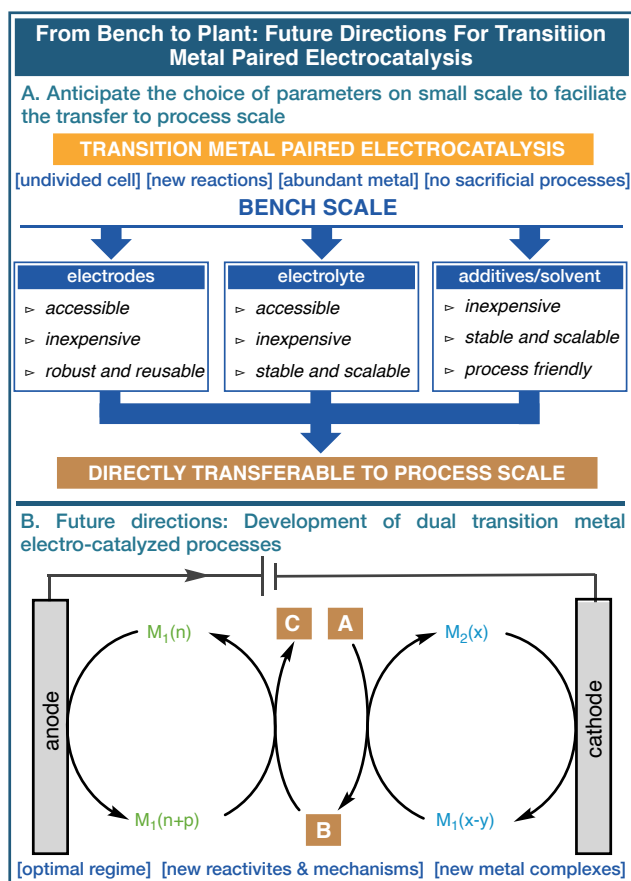 From Bench to Plant: Future Directions For Transitiion
Metal Paired Electrocatalysis
A. Anticipate the choice of parameters on small scale to faciliate
the transfer to process scale
TRANSITION METAL PAIRED ELECTROCATALYSIS
[undivided cell] [new reactions] [abundant metal] [no sacrificial processes]
BENCH SCALE
electrodes
▻ accessible
▻ inexpensive
▻ robust and reusable
electrolyte
▻ accessible
▻ inexpensive
▻ stable and scalable
additives/solvent
▻ inexpensive
▻ stable and scalable
▻ process friendly
DIRECTLY TRANSFERABLE TO PROCESS SCALE
B. Future directions: Development of dual transition metal
electro-catalyzed processes
anode
M₁(n)
C
A
M₂(x)
cathode
M₁(n+p)
B
M₁(x-y)
[optimal regime] [new reactivites & mechanisms] [new metal complexes]